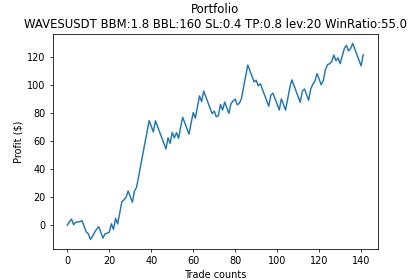 Portfolio
WAVESUSDT BBM:1.8 BBL:160 SL:0.4 TP:0.8 lev:20 WinRatio:55.0
120
100
80
60
40
20
0
Profit ($)
0 20 40 60 80 100 120 140
Trade counts